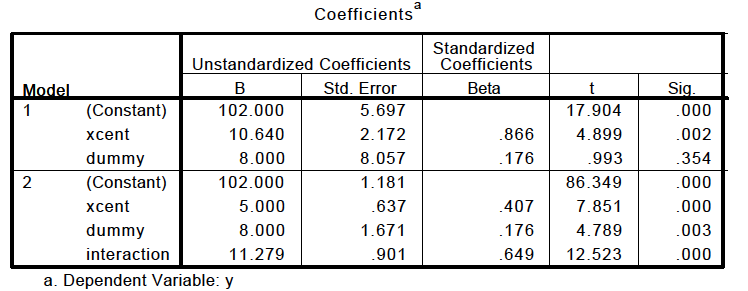 Coefficients a
Unstandardized Coefficients Standardized Coefficients
Model B Std. Error Beta t Sig.
1 (Constant) 102.000 5.697 17.904 .000
xcent 10.640 2.172 .866 4.899 .002
dummy 8.000 8.057 .176 .993 .354
2 (Constant) 102.000 1.181 86.349 .000
xcent 5.000 .637 .407 7.851 .000
dummy 8.000 1.671 .176 4.789 .003
interaction 11.279 .901 .649 12.523 .000
a. Dependent Variable: y